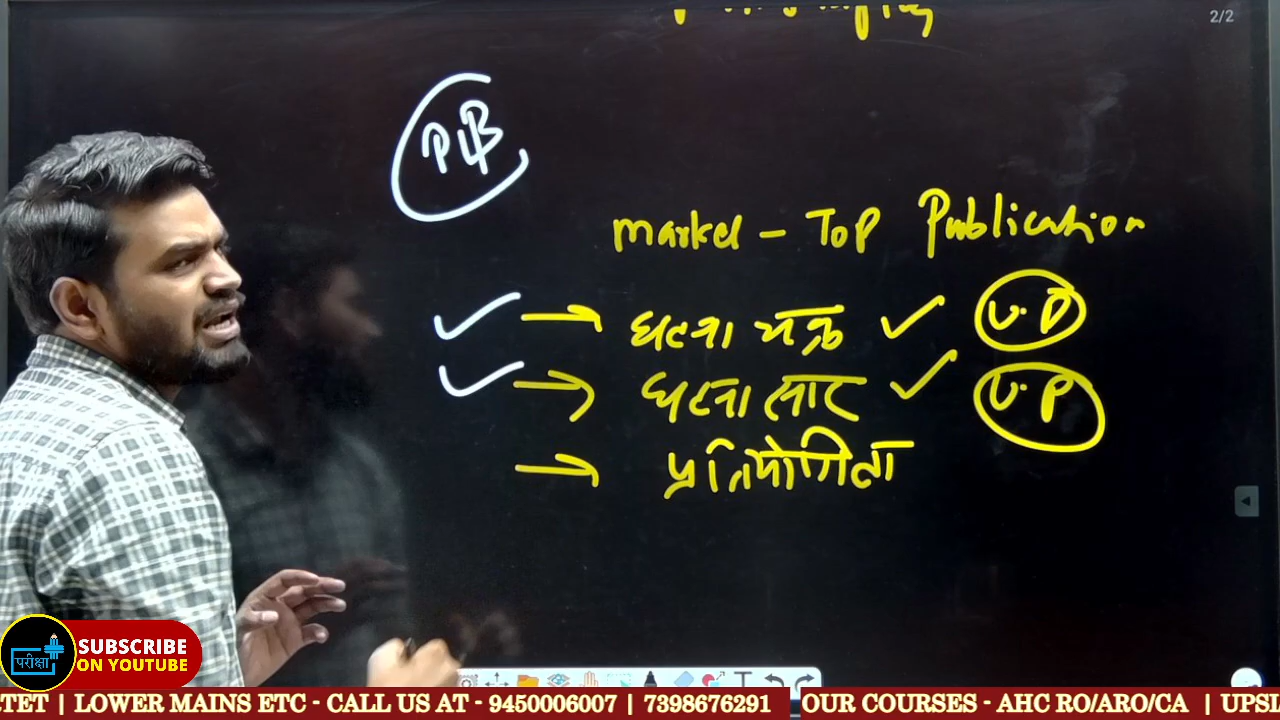 2/2
PIB
Market - Top Publication
→ घटना चक्र ✓ U.P
→ घटना सार ✓ U.P
→ प्रतियोगिता
परीक्षा
SUBSCRIBE
ON YOUTUBE
TET | LOWER MAINS ETC - CALL US AT - 9450006007 | 7398676291 OUR COURSES - AHC RO/ARO/CA | UPSI